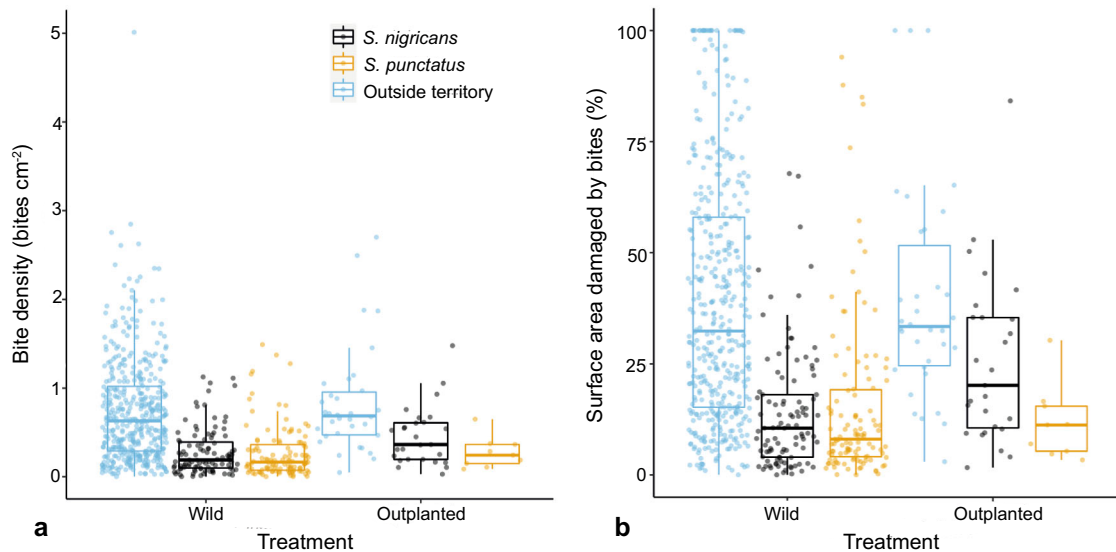 Bite density (bites cm⁻²)
5
4
3
2
1
0
S. nigricans
S. punctatus
Outside territory
Wild
Outplanted
Treatment
a
Surface area damaged by bites (%)
100
75
50
25
0
Wild
Outplanted
Treatment
b